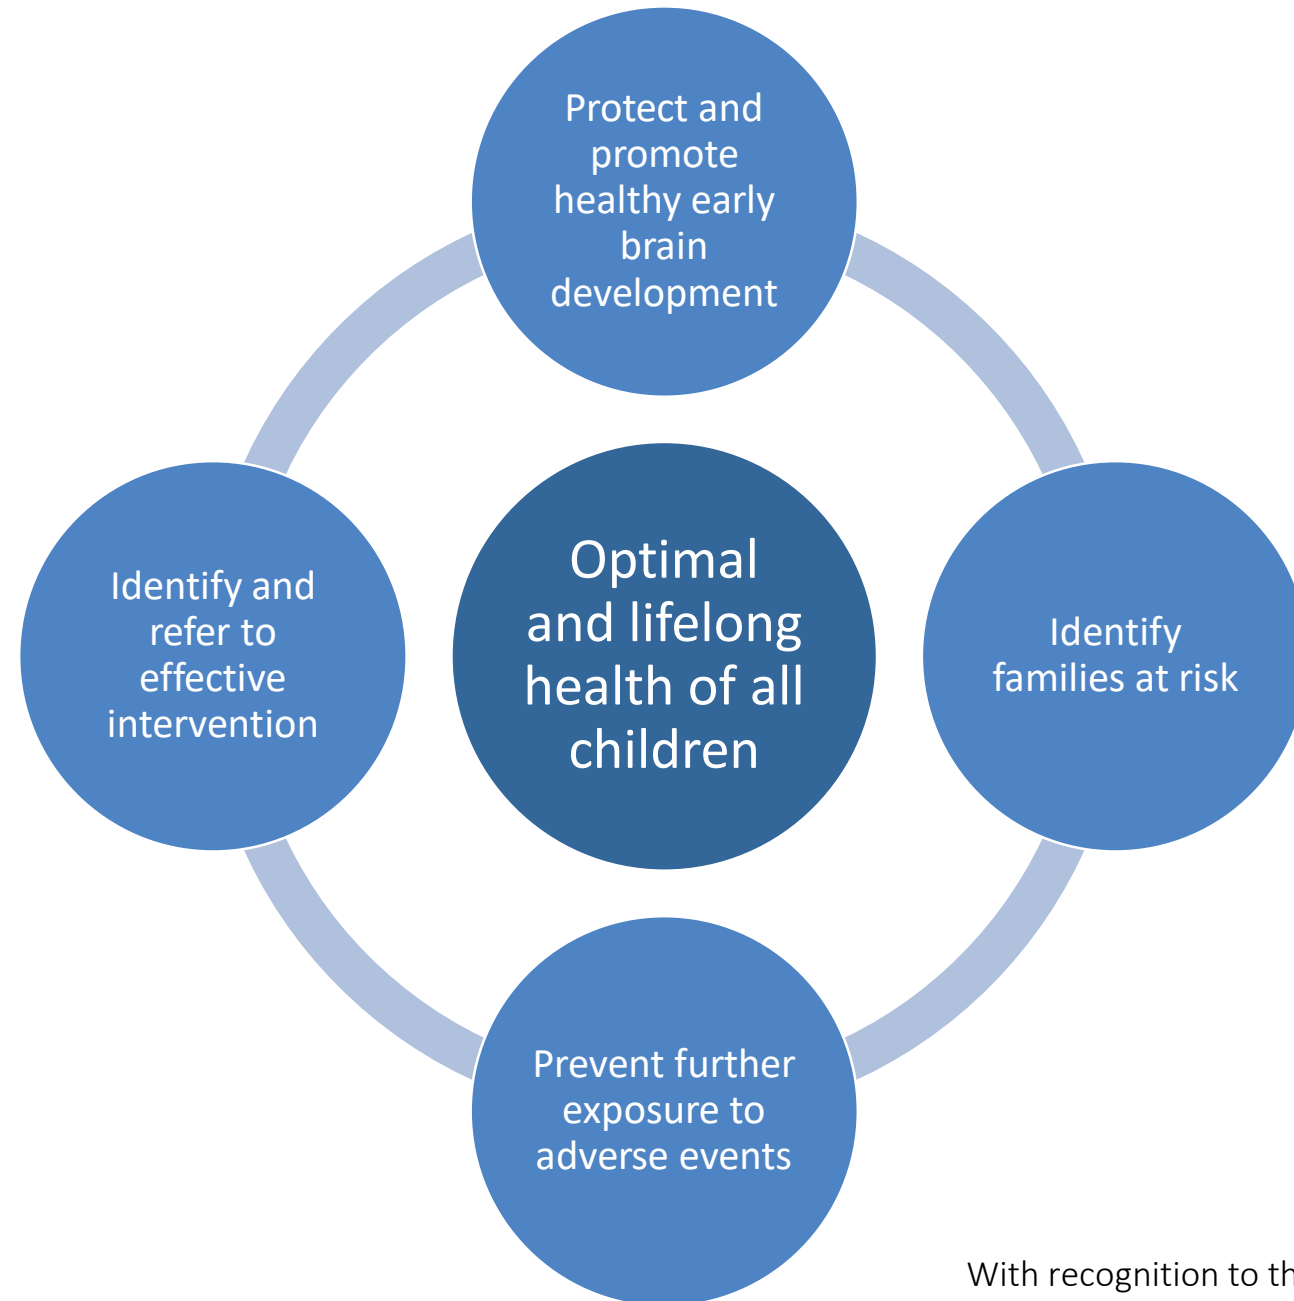 Protect and
promote
healthy early
brain
development
Identify and
refer to
effective
intervention
Optimal
and lifelong
health of all
children
Identify
families at risk
Prevent further
exposure to
adverse events
With recognition to